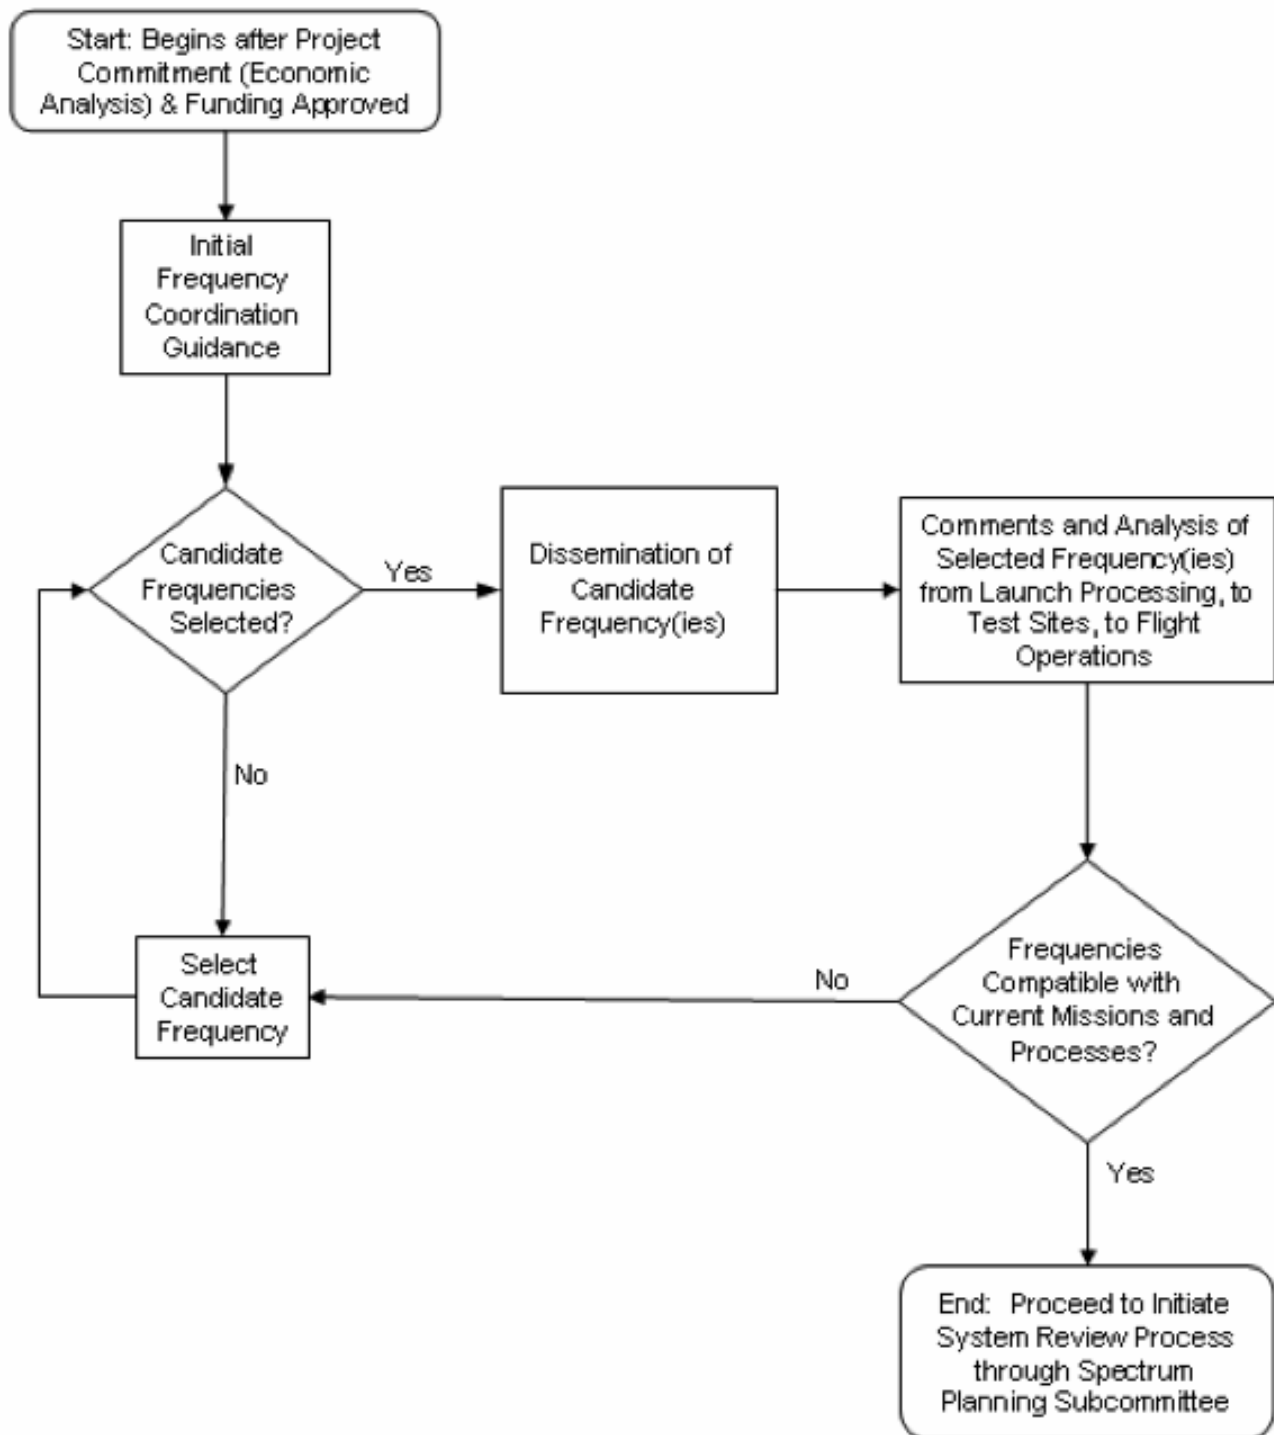 Start: Begins after Project
Commitment (Economic
Analysis) & Funding Approved
Initial
Frequency
Coordination
Guidance
Candidate
Frequencies
Selected?
Yes
Dissemination of
Candidate
Frequency(ies)
Comments and Analysis of
Selected Frequency(ies)
from Launch Processing, to
Test Sites, to Flight
Operations
No
Select
Candidate
Frequency
No
Frequencies
Compatible with
Current Missions and
Processes?
Yes
End: Proceed to Initiate
System Review Process
through Spectrum
Planning Subcommittee